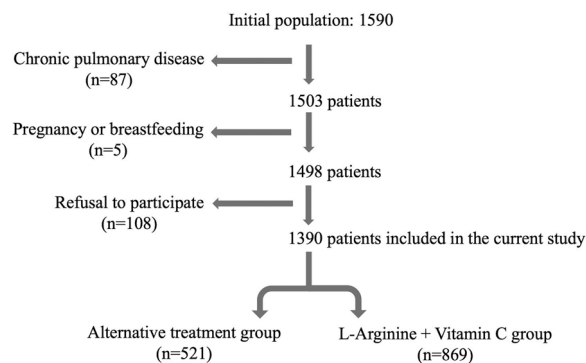 Initial population: 1590
Chronic pulmonary disease
(n=87)
1503 patients
Pregnancy or breastfeeding
(n=5)
1498 patients
Refusal to participate
(n=108)
1390 patients included in the current study
Alternative treatment group
(n=521)
L-Arginine + Vitamin C group
(n=869)